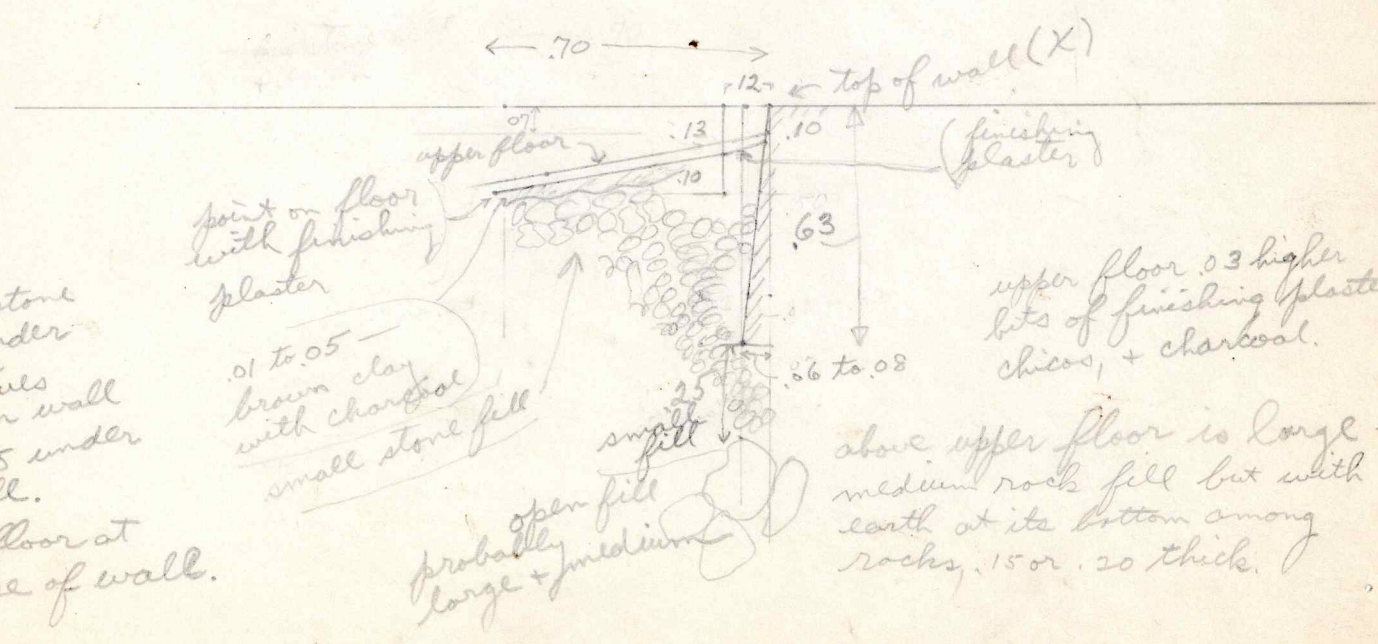 .70
.12
top of wall (X)
.07
.13
.10
upper floor
(finishing
plaster
.10
point on floor
with finishing
plaster
.63
upper floor .03 higher
bits of finishing plaste
chicos, + charcoal.
stone
nder
ves
n wall
5 under
ll.
loor at
se of wall.
.01 to .05 —
brown clay
with charcoal
small stone fill
.06 to .08
.25
small
fill
open fill
probably
large + medium
above upper floor is large -
medium rock fill but with
earth at its bottom among
rocks, .15 or .20 thick.